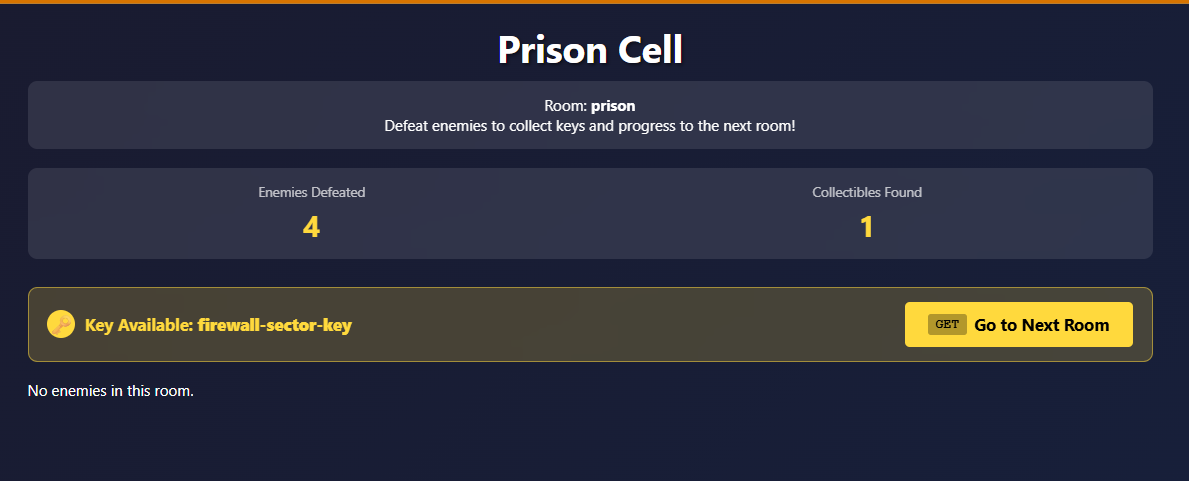 Prison Cell
Room: prison
Defeat enemies to collect keys and progress to the next room!
Enemies Defeated
4
Collectibles Found
1
Key Available: firewall-sector-key
GET Go to Next Room
No enemies in this room.